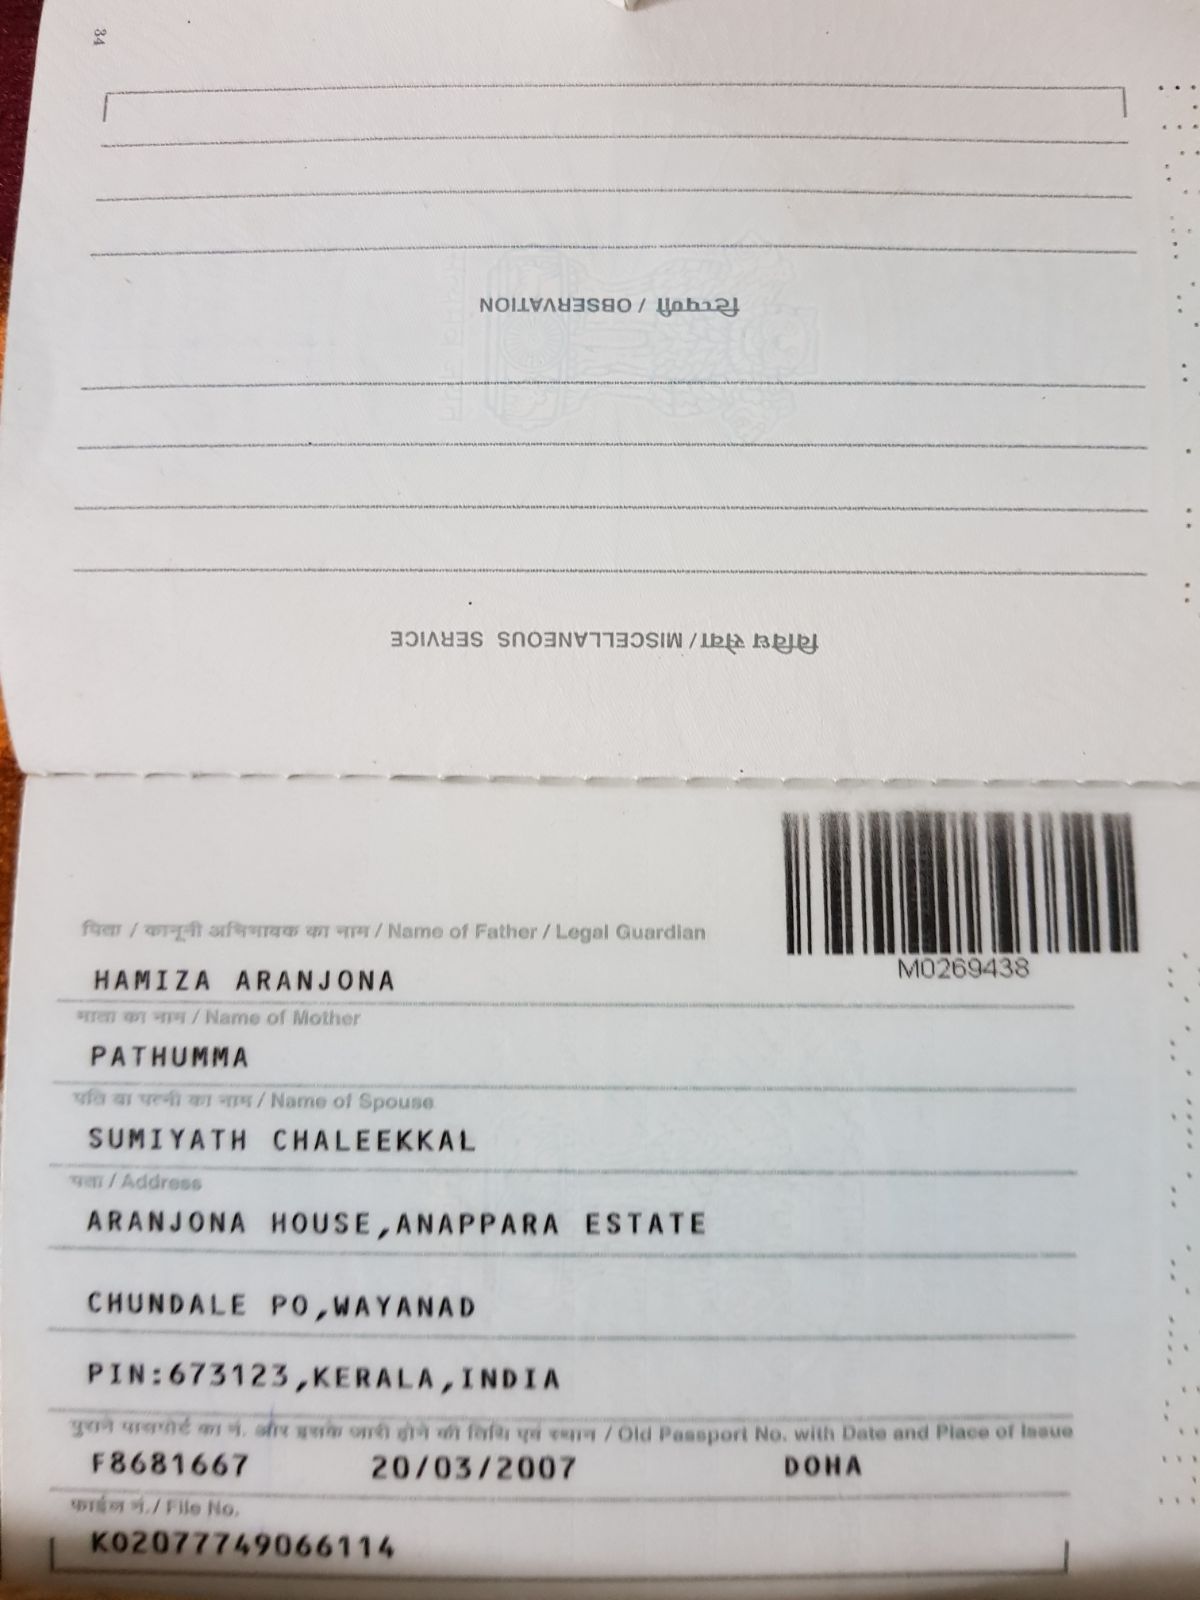 34
टिप्पणी / OBSERVATION
विविध सेवा / MISCELLANEOUS SERVICE
M0269438
पिता / कानूनी अभिभावक का नाम / Name of Father / Legal Guardian
HAMIZA ARANJONA
माता का नाम / Name of Mother
PATHUMMA
पति या पत्नी का नाम / Name of Spouse
SUMIYATH CHALEEKKAL
पता / Address
ARANJONA HOUSE,ANAPPARA ESTATE
CHUNDALE PO,WAYANAD
PIN:673123,KERALA,INDIA
पुराने पासपोर्ट का नं. और इसके जारी होने की तिथि एवं स्थान / Old Passport No. with Date and Place of Issue
F8681667 20/03/2007 DOHA
फाईल नं. / File No.
K02077749066114